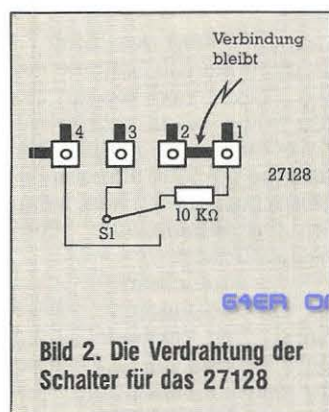 Verbindung
bleibt
4 3 2 1
27128
10 KΩ
S1
64ER O
Bild 2. Die Verdrahtung der
Schalter für das 27128